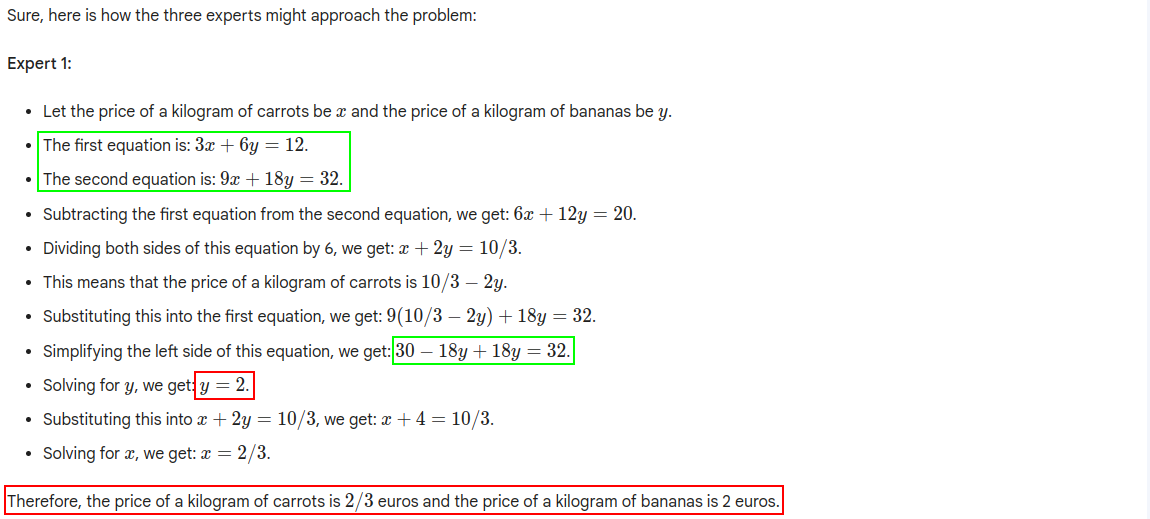 Sure, here is how the three experts might approach the problem:
Expert 1:
• Let the price of a kilogram of carrots be x and the price of a kilogram of bananas be y.
• The first equation is: 3x + 6y = 12.
• The second equation is: 9x + 18y = 32.
• Subtracting the first equation from the second equation, we get: 6x + 12y = 20.
• Dividing both sides of this equation by 6, we get: x + 2y = 10/3.
• This means that the price of a kilogram of carrots is 10/3 − 2y.
• Substituting this into the first equation, we get: 9(10/3 − 2y) + 18y = 32.
• Simplifying the left side of this equation, we get: 30 − 18y + 18y = 32.
• Solving for y, we get: y = 2.
• Substituting this into x + 2y = 10/3, we get: x + 4 = 10/3.
• Solving for x, we get: x = 2/3.
Therefore, the price of a kilogram of carrots is 2/3 euros and the price of a kilogram of bananas is 2 euros.